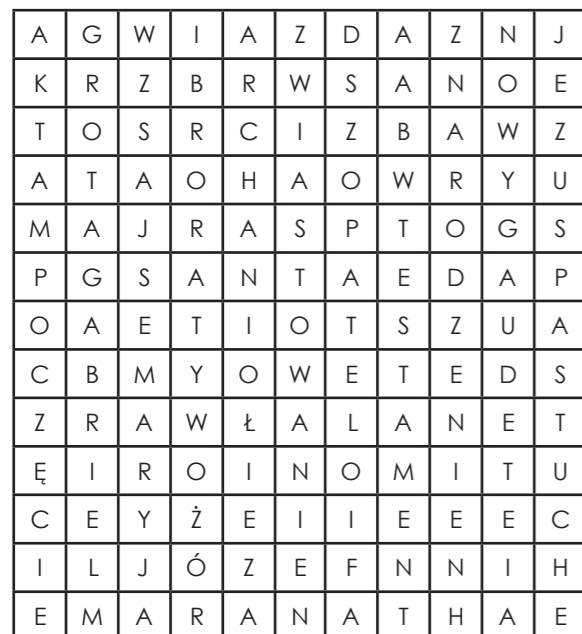 A G W I A Z D A Z N J
K R Z B R W S A N O E
T O S R C I Z B A W Z
A T A O H A O W R Y U
M A J R A S P T O G S
P G S A N T A E D A P
O A E T I O T S Z U A
C B M Y O W E T E D S
Z R A W Ł A L A N E T
Ę I R O I N O M I T U
C E Y Ż E I I E E E C
I L J Ó Z E F N N I H
E M A R A N A T H A E